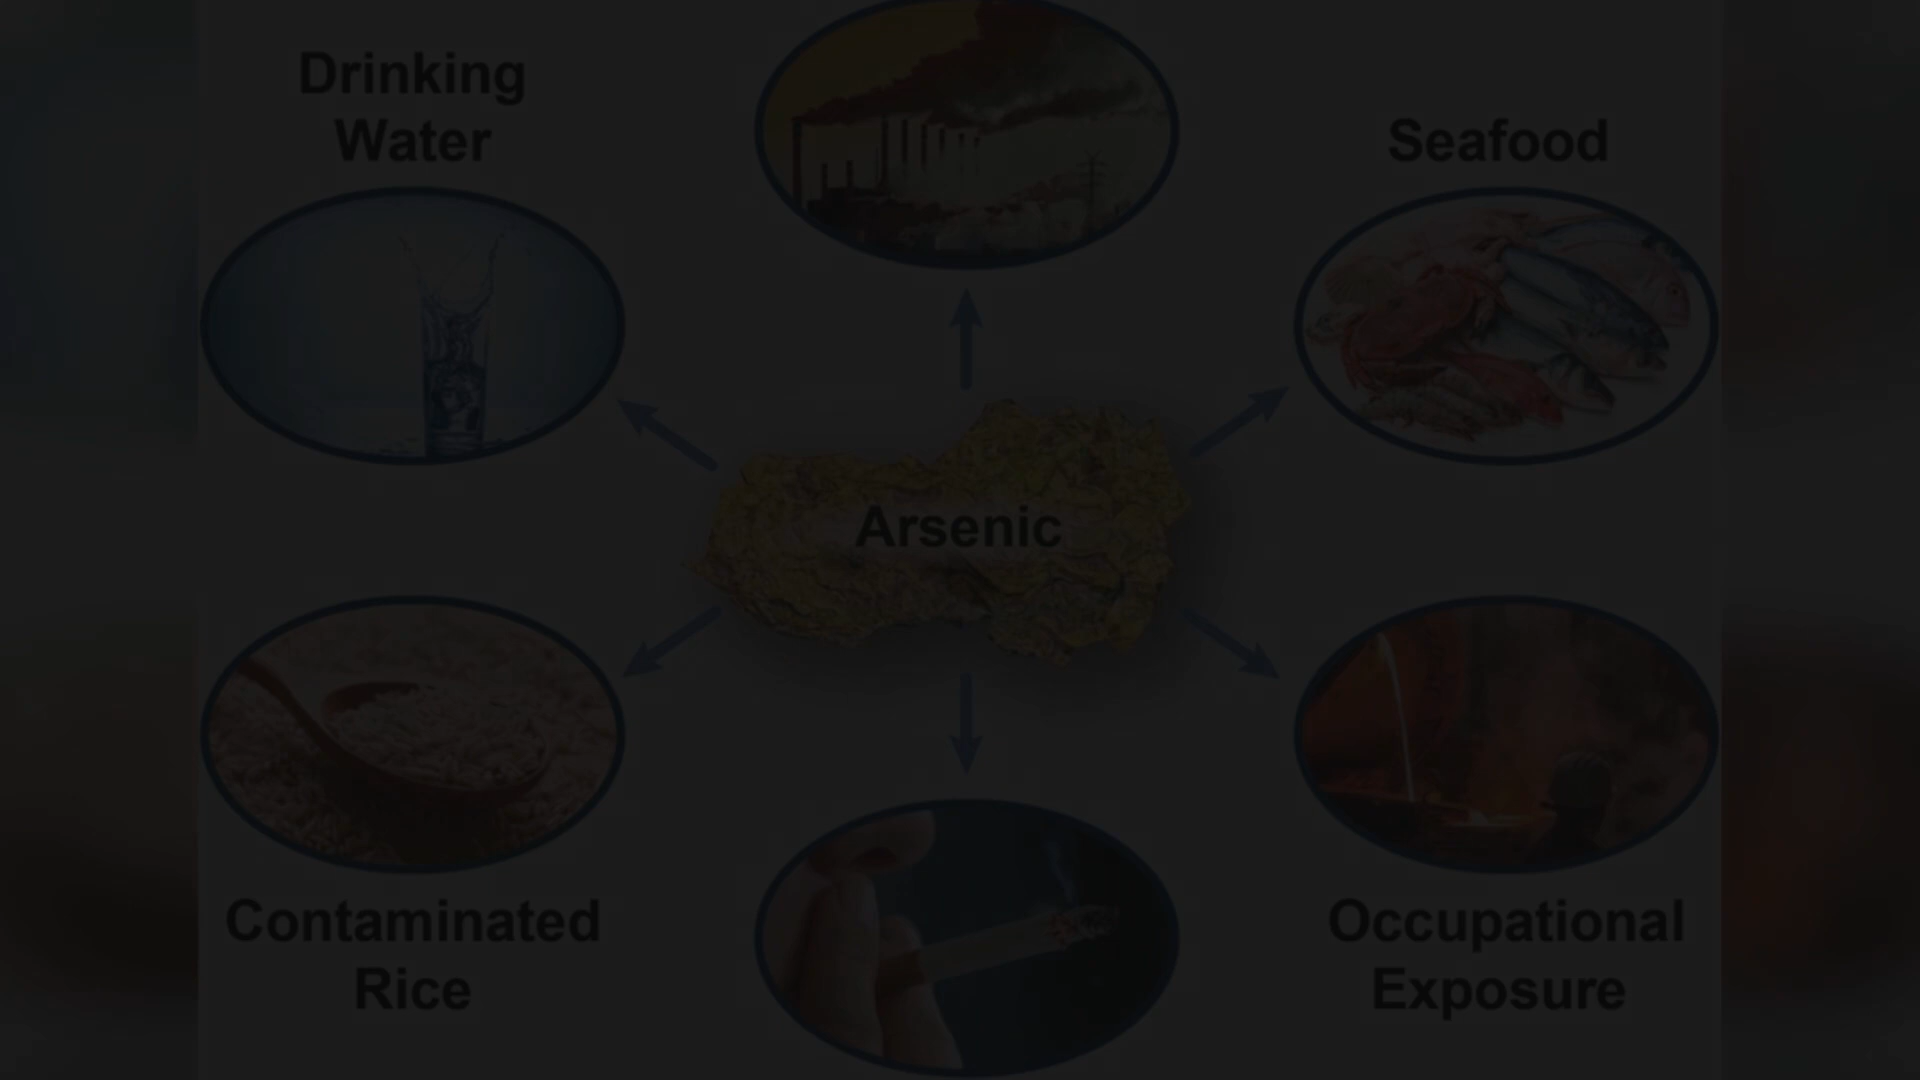 Drinking
Water
Seafood
Arsenic
Contaminated
Rice
Occupational
Exposure